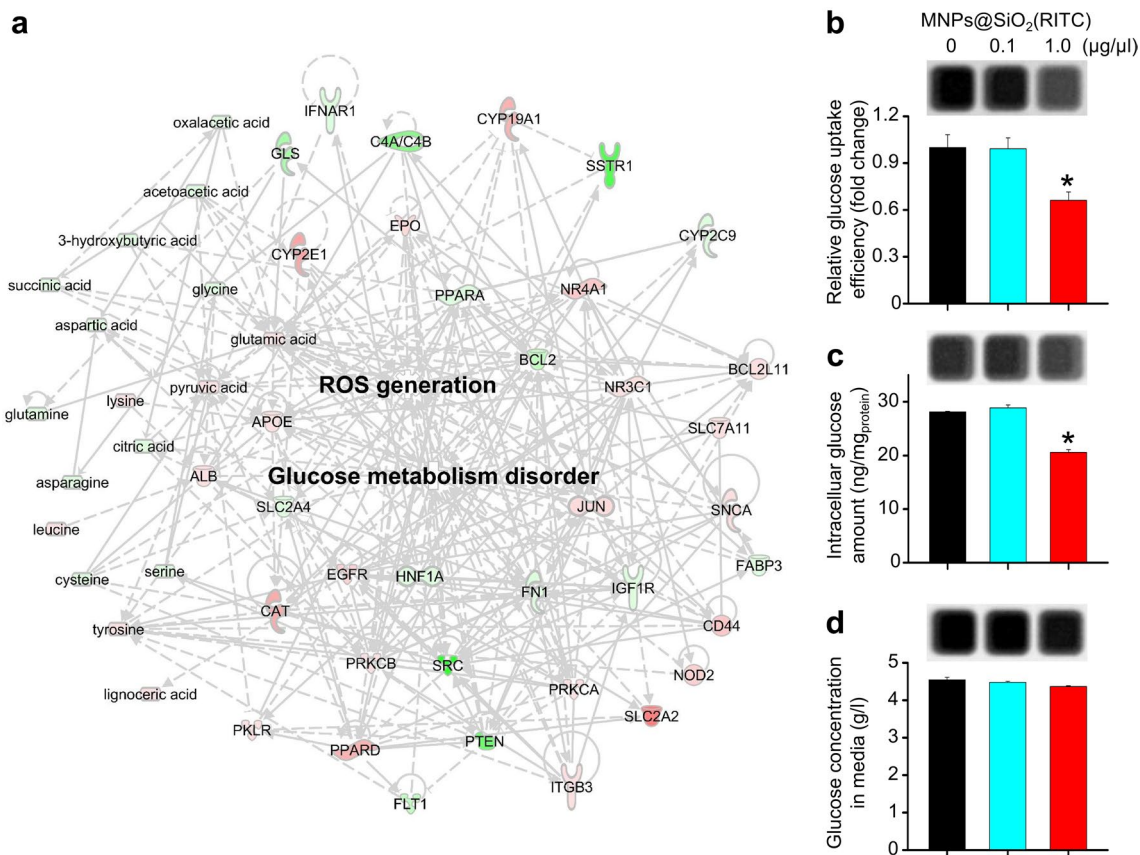 a
IFNAR1
oxalacetic acid
GLS
C4A/C4B
CYP19A1
SSTR1
acetoacetic acid
EPO
CYP2E1
CYP2C9
3-hydroxybutyric acid
succinic acid
glycine
PPARA
NR4A1
aspartic acid
glutamic acid
BCL2
BCL2L11
pyruvic acid
ROS generation
NR3C1
lysine
glutamine
APOE
SLC7A11
citric acid
ALB
Glucose metabolism disorder
asparagine
SLC2A4
JUN
SNCA
leucine
FABP3
cysteine
serine
EGFR
HNF1A
FN1
IGF1R
CAT
tyrosine
CD44
PRKCB
SRC
NOD2
lignoceric acid
PRKCA
SLC2A2
PKLR
PPARD
PTEN
ITGB3
FLT1
b
MNPs@SiO2(RITC)
0 0.1 1.0 (µg/µl)
Relative glucose uptake
efficiency (fold change)
1.2
0.9
0.6
0.3
0
*
c
Intracelluar glucose
amount (ng/mgprotein)
30
20
10
0
*
d
Glucose concentration
in media (g/l)
5
4
3
2
1
0